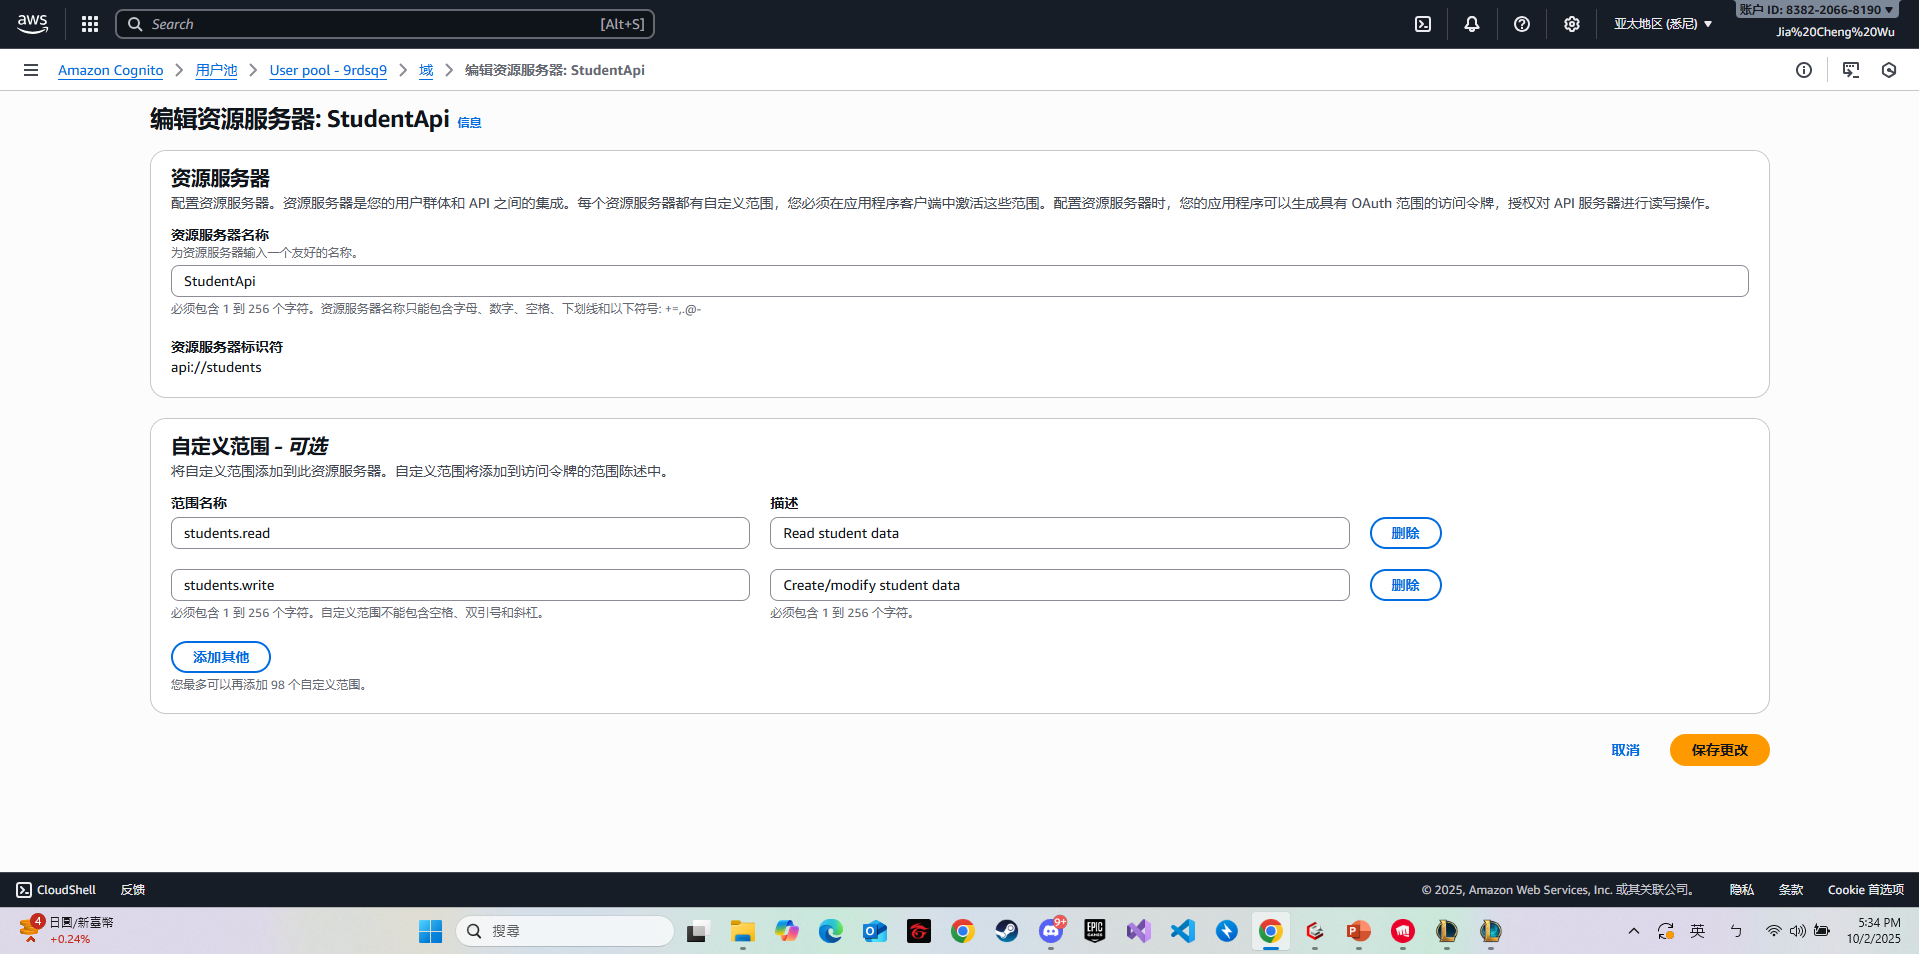 aws
Search
[Alt+S]
亚太地区 (悉尼)
账户 ID: 8382-2066-8190
Jia%20Cheng%20Wu
Amazon Cognito
用户池
User pool - 9rdsq9
域
编辑资源服务器: StudentApi
编辑资源服务器: StudentApi 信息
资源服务器
配置资源服务器。资源服务器是您的用户群体和 API 之间的集成。每个资源服务器都有自定义范围，您必须在应用程序客户端中激活这些范围。配置资源服务器时，您的应用程序可以生成具有 OAuth 范围的访问令牌，授权对 API 服务器进行读写操作。
资源服务器名称
为资源服务器输入一个友好的名称。
StudentApi
必须包含 1 到 256 个字符。资源服务器名称只能包含字母、数字、空格、下划线和以下符号: +=,.@-
资源服务器标识符
api://students
自定义范围 - 可选
将自定义范围添加到此资源服务器。自定义范围将添加到访问令牌的范围陈述中。
范围名称
描述
students.read
Read student data
删除
students.write
Create/modify student data
删除
必须包含 1 到 256 个字符。自定义范围不能包含空格、双引号和斜杠。
必须包含 1 到 256 个字符。
添加其他
您最多可以再添加 98 个自定义范围。
取消
保存更改
CloudShell
反馈
© 2025, Amazon Web Services, Inc. 或其关联公司。
隐私
条款
Cookie 首选项
4
日圓/新臺幣
+0.24%
搜尋
9+
EPIC GAMES
英
ㄣ
5:34 PM
10/2/2025